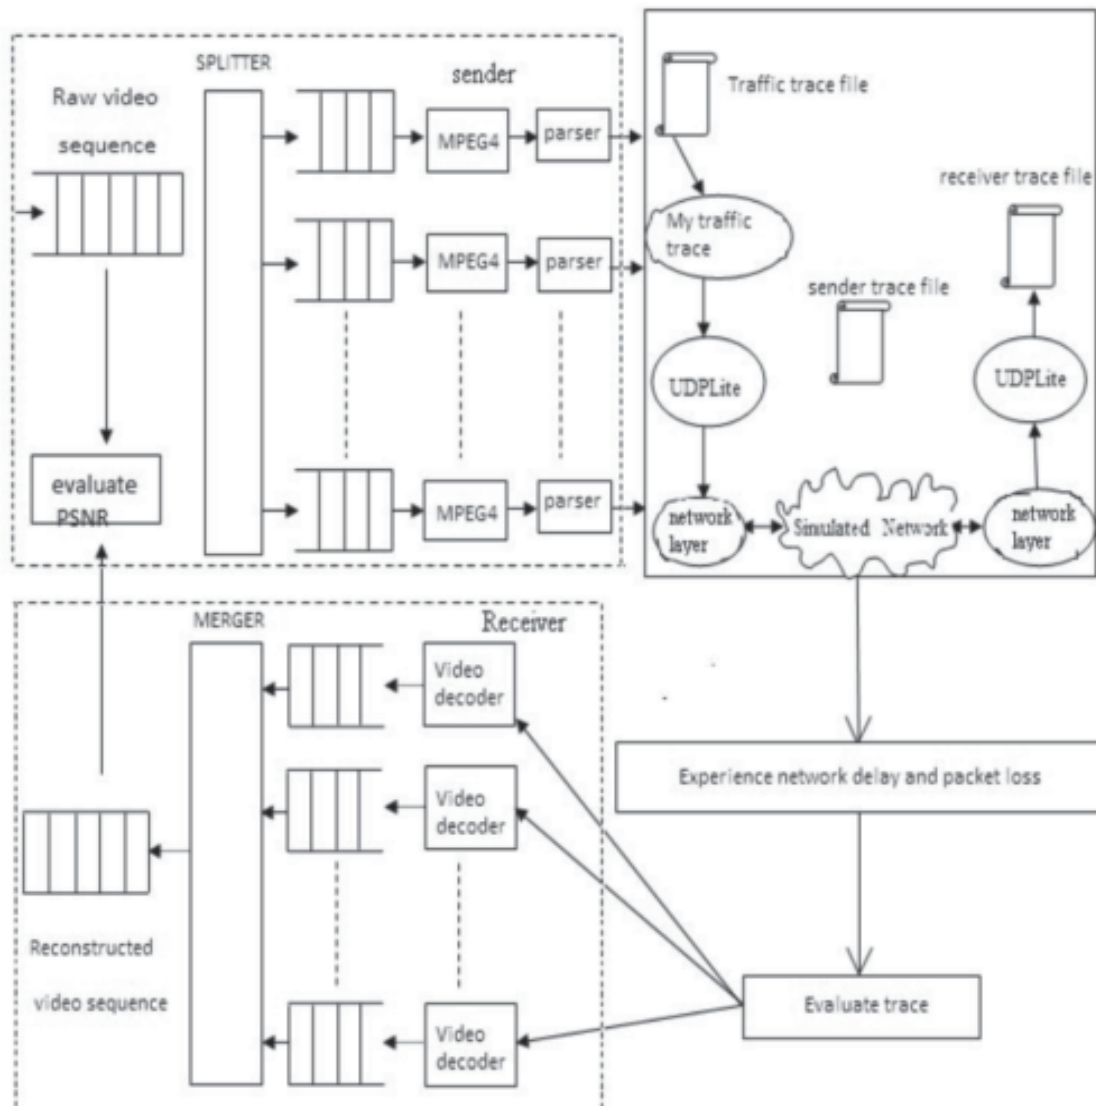 SPLITTER
sender
Raw video
sequence
MPEG4
parser
MPEG4
parser
MPEG4
parser
evaluate
PSNR
Traffic trace file
My traffic
trace
receiver trace file
sender trace file
UDPLite
UDPLite
network
layer
Simulated Network
network
layer
MERGER
Receiver
Video
decoder
Video
decoder
Video
decoder
Reconstructed
video sequence
Experience network delay and packet loss
Evaluate trace